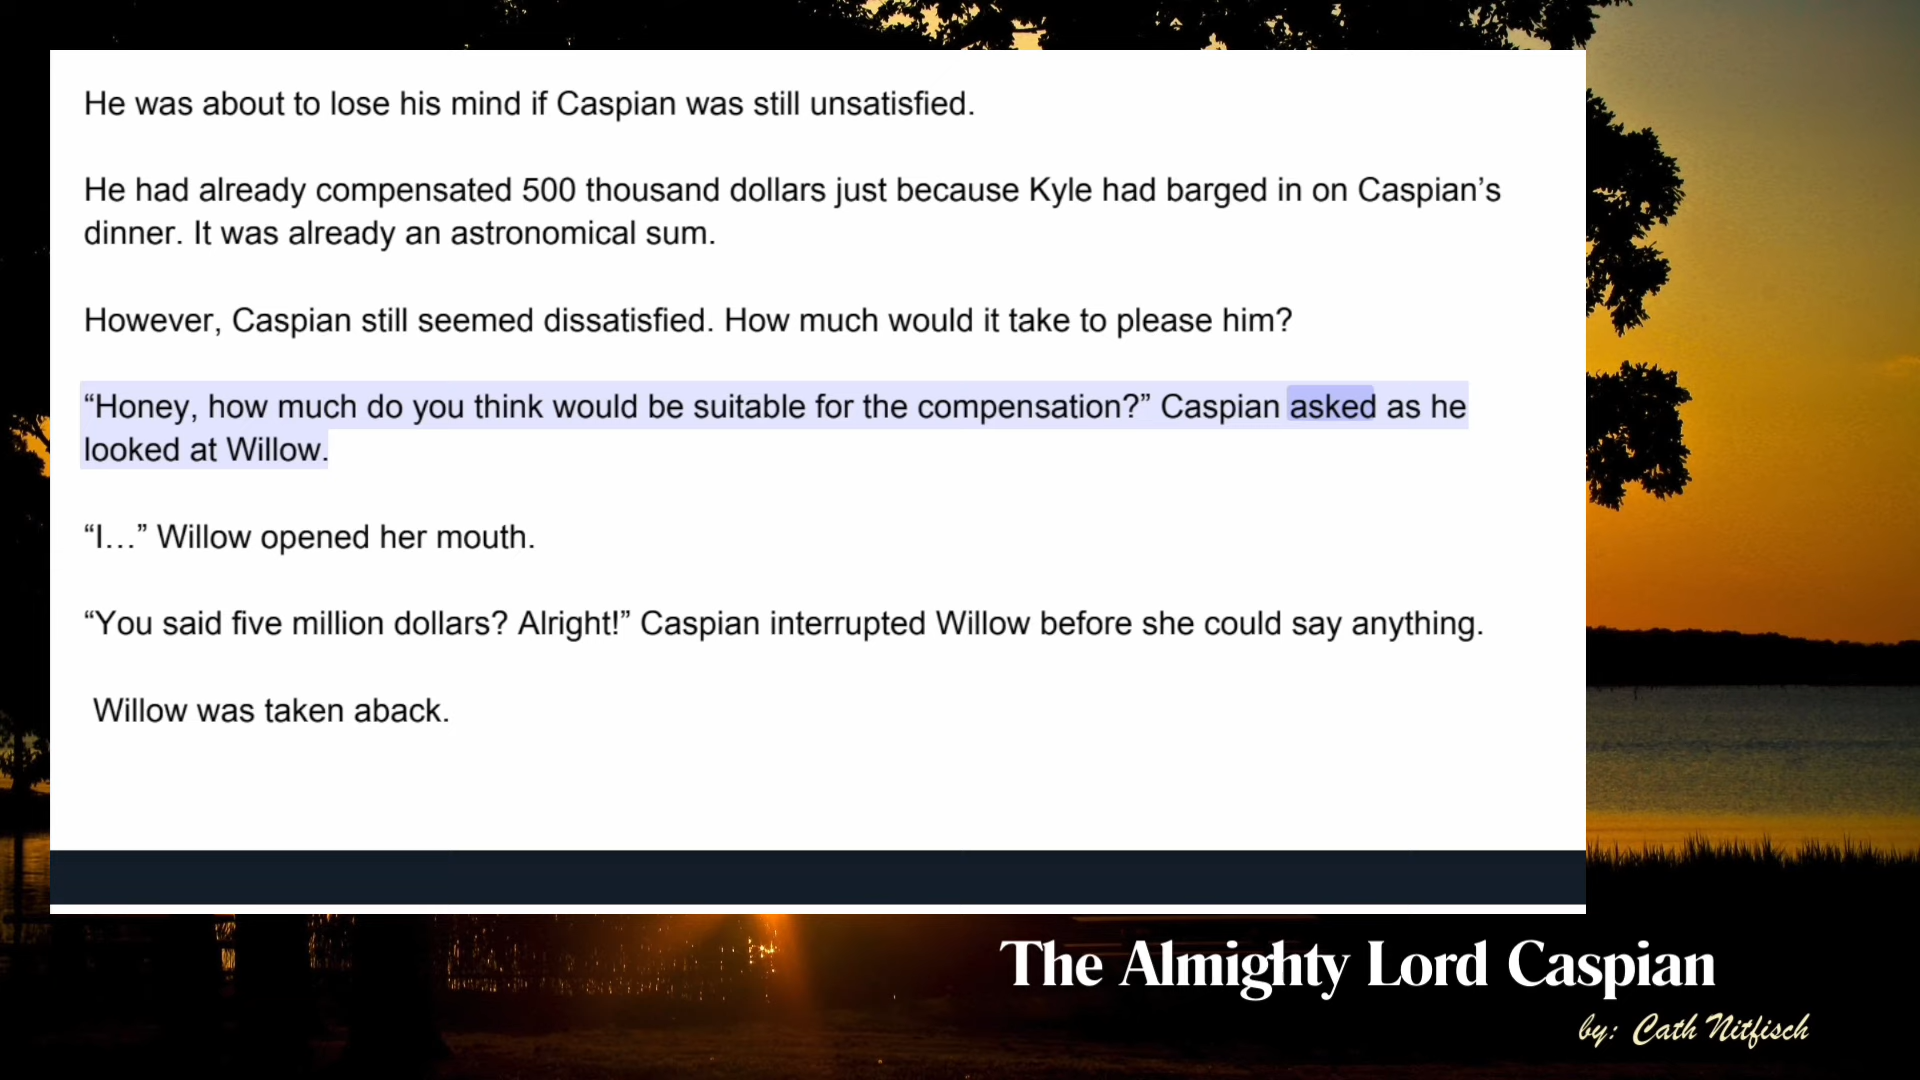 He was about to lose his mind if Caspian was still unsatisfied.
He had already compensated 500 thousand dollars just because Kyle had barged in on Caspian’s
dinner. It was already an astronomical sum.
However, Caspian still seemed dissatisfied. How much would it take to please him?
“Honey, how much do you think would be suitable for the compensation?” Caspian asked as he
looked at Willow.
“I…” Willow opened her mouth.
“You said five million dollars? Alright!” Caspian interrupted Willow before she could say anything.
Willow was taken aback.
The Almighty Lord Caspian
by: Cath Nitfisch